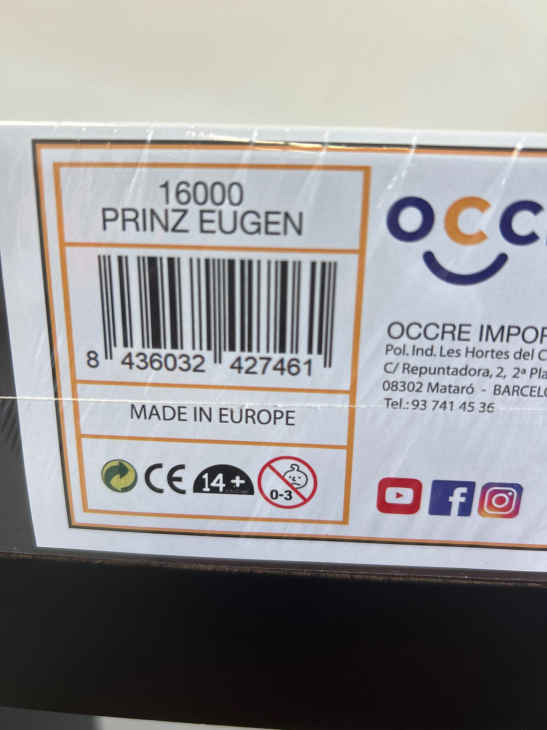 16000
PRINZ EUGEN
8 436032 427461
MADE IN EUROPE
CE 14+ 0-3
OCC
OCCRE IMPOR
Pol. Ind. Les Hortes del C
C/ Repuntadora, 2, 2ª Pla
08302 Mataró - BARCELO
Tel.: 93 741 45 36